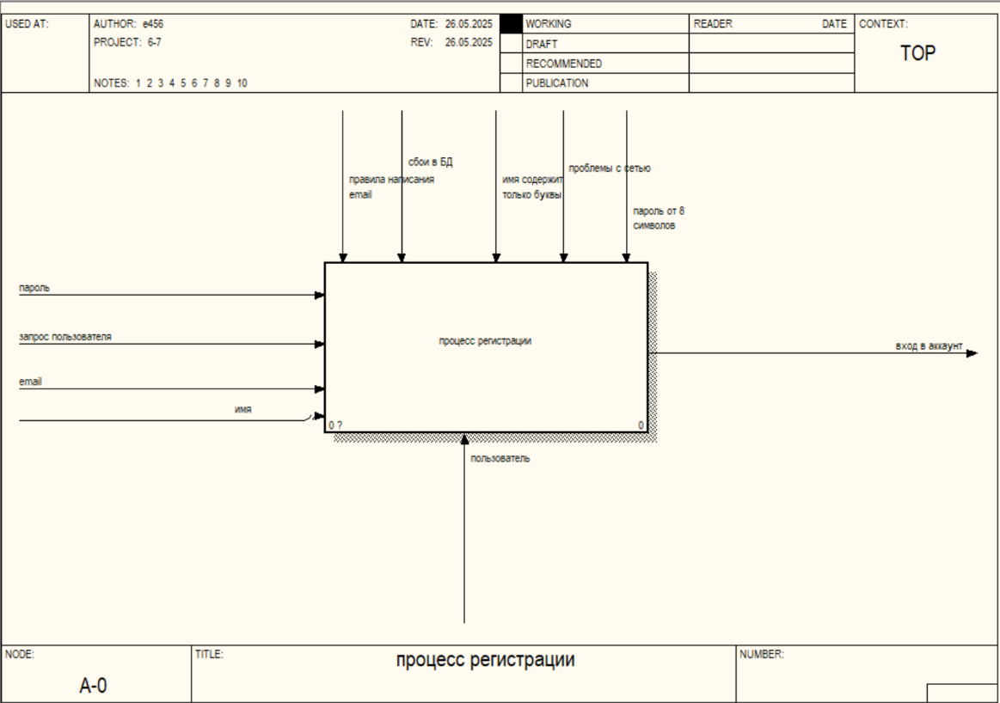 USED AT:
AUTHOR: e456
DATE: 26.05.2025
WORKING
READER
DATE
CONTEXT:
PROJECT: 6-7
REV: 26.05.2025
DRAFT
TOP
RECOMMENDED
NOTES: 1 2 3 4 5 6 7 8 9 10
PUBLICATION
сбои в БД
правила написания
email
имя содержит
только буквы
проблемы с сетью
пароль от 8
символов
пароль
запрос пользователя
email
имя
процесс регистрации
0 ?
0
вход в аккаунт
пользователь
NODE:
A-0
TITLE:
процесс регистрации
NUMBER: